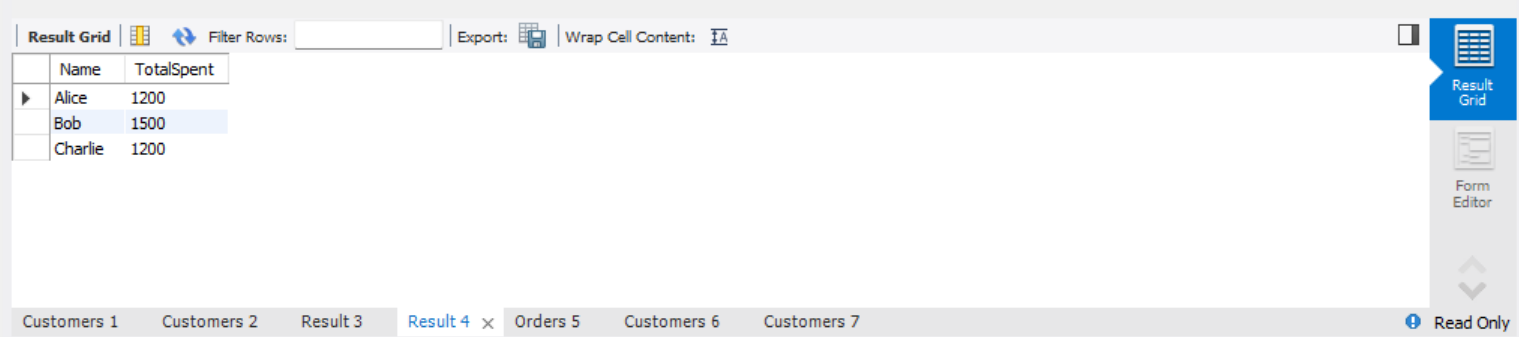 Result Grid Filter Rows: Export: Wrap Cell Content: IA
Name TotalSpent
Alice 1200
Bob 1500
Charlie 1200
Result
Grid
Form
Editor
Customers 1 Customers 2 Result 3 Result 4 × Orders 5 Customers 6 Customers 7 Read Only